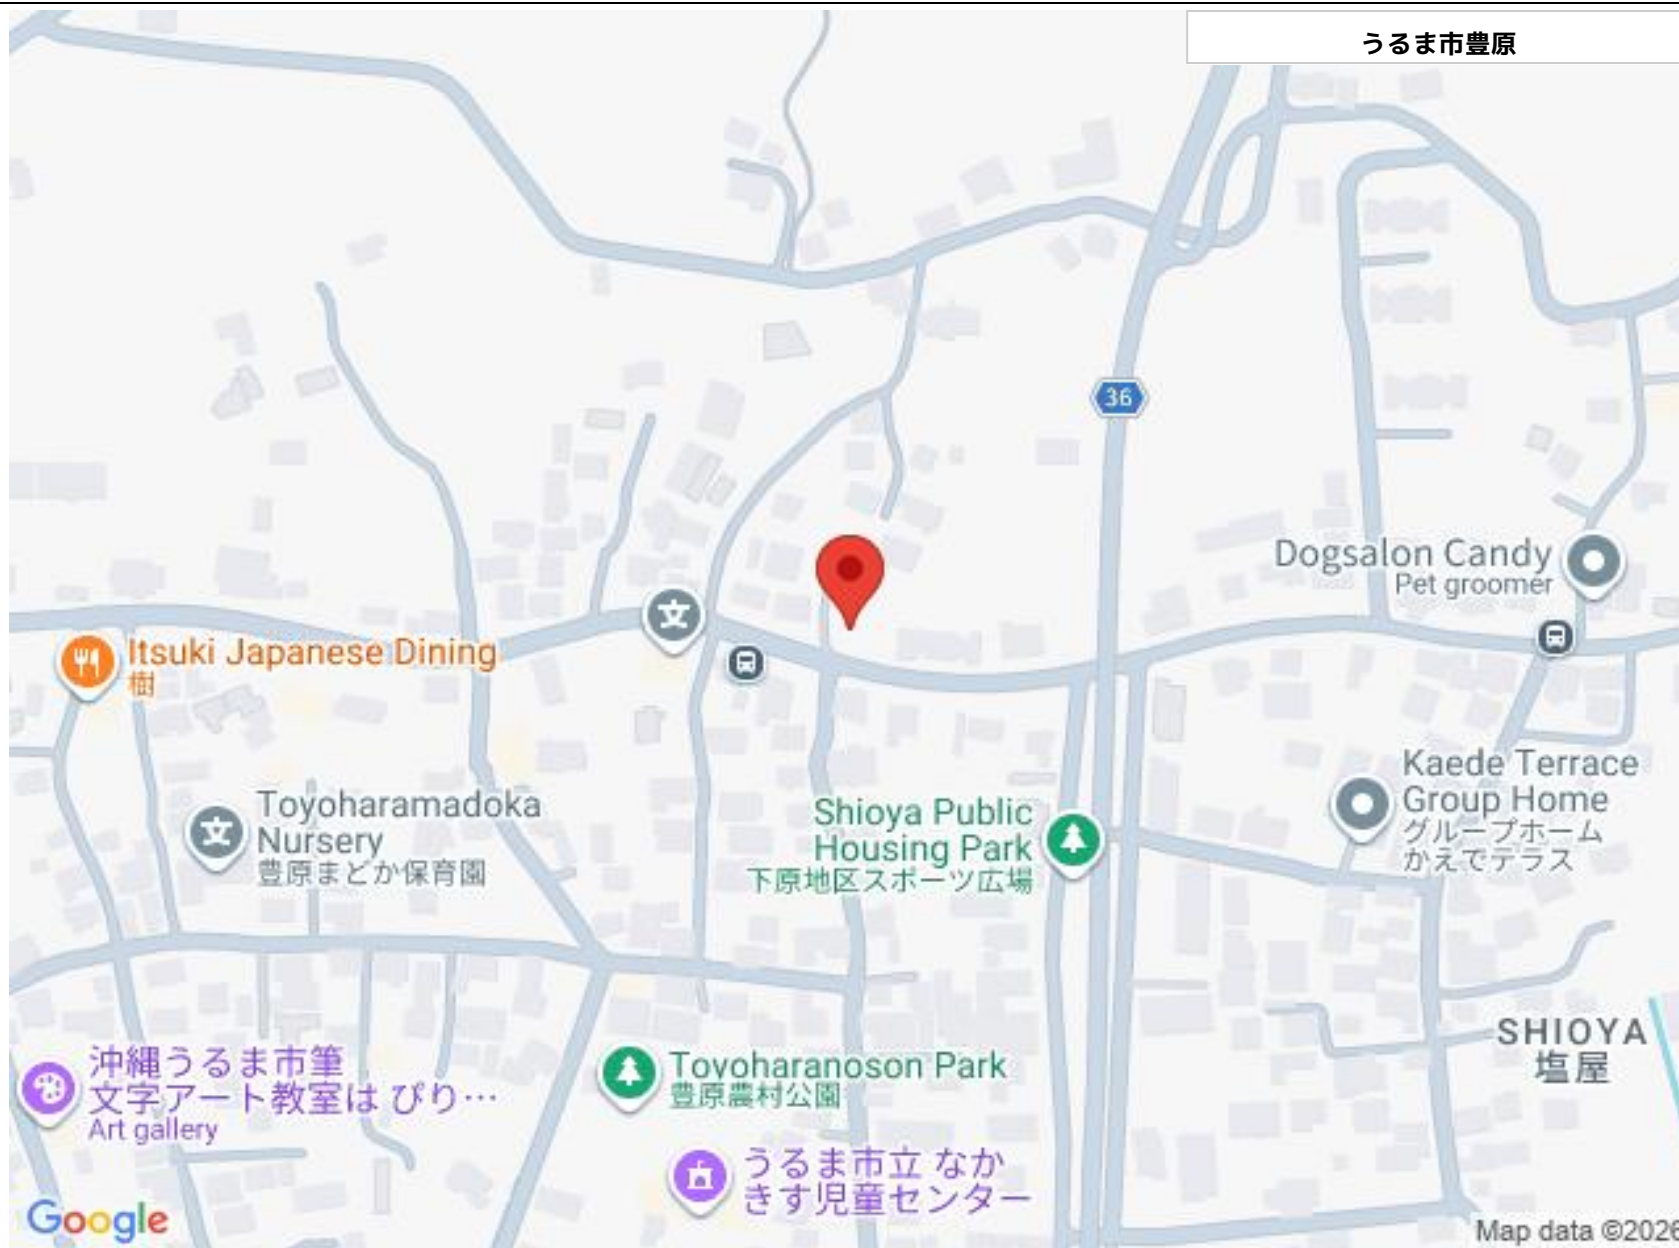 うるま市豊原
36
Dogsalon Candy
Pet groomer
Itsuki Japanese Dining
樹
文
Toyoharamadoka
Nursery
豊原まどか保育園
文
Shioya Public
Housing Park
下原地区スポーツ広場
Kaede Terrace
Group Home
グループホーム
かえでテラス
SHIOYA
塩屋
沖縄うるま市筆
文字アート教室は ぴり…
Art gallery
Toyoharanoson Park
豊原農村公園
うるま市立 なか
きす児童センター
Google
Map data ©2026